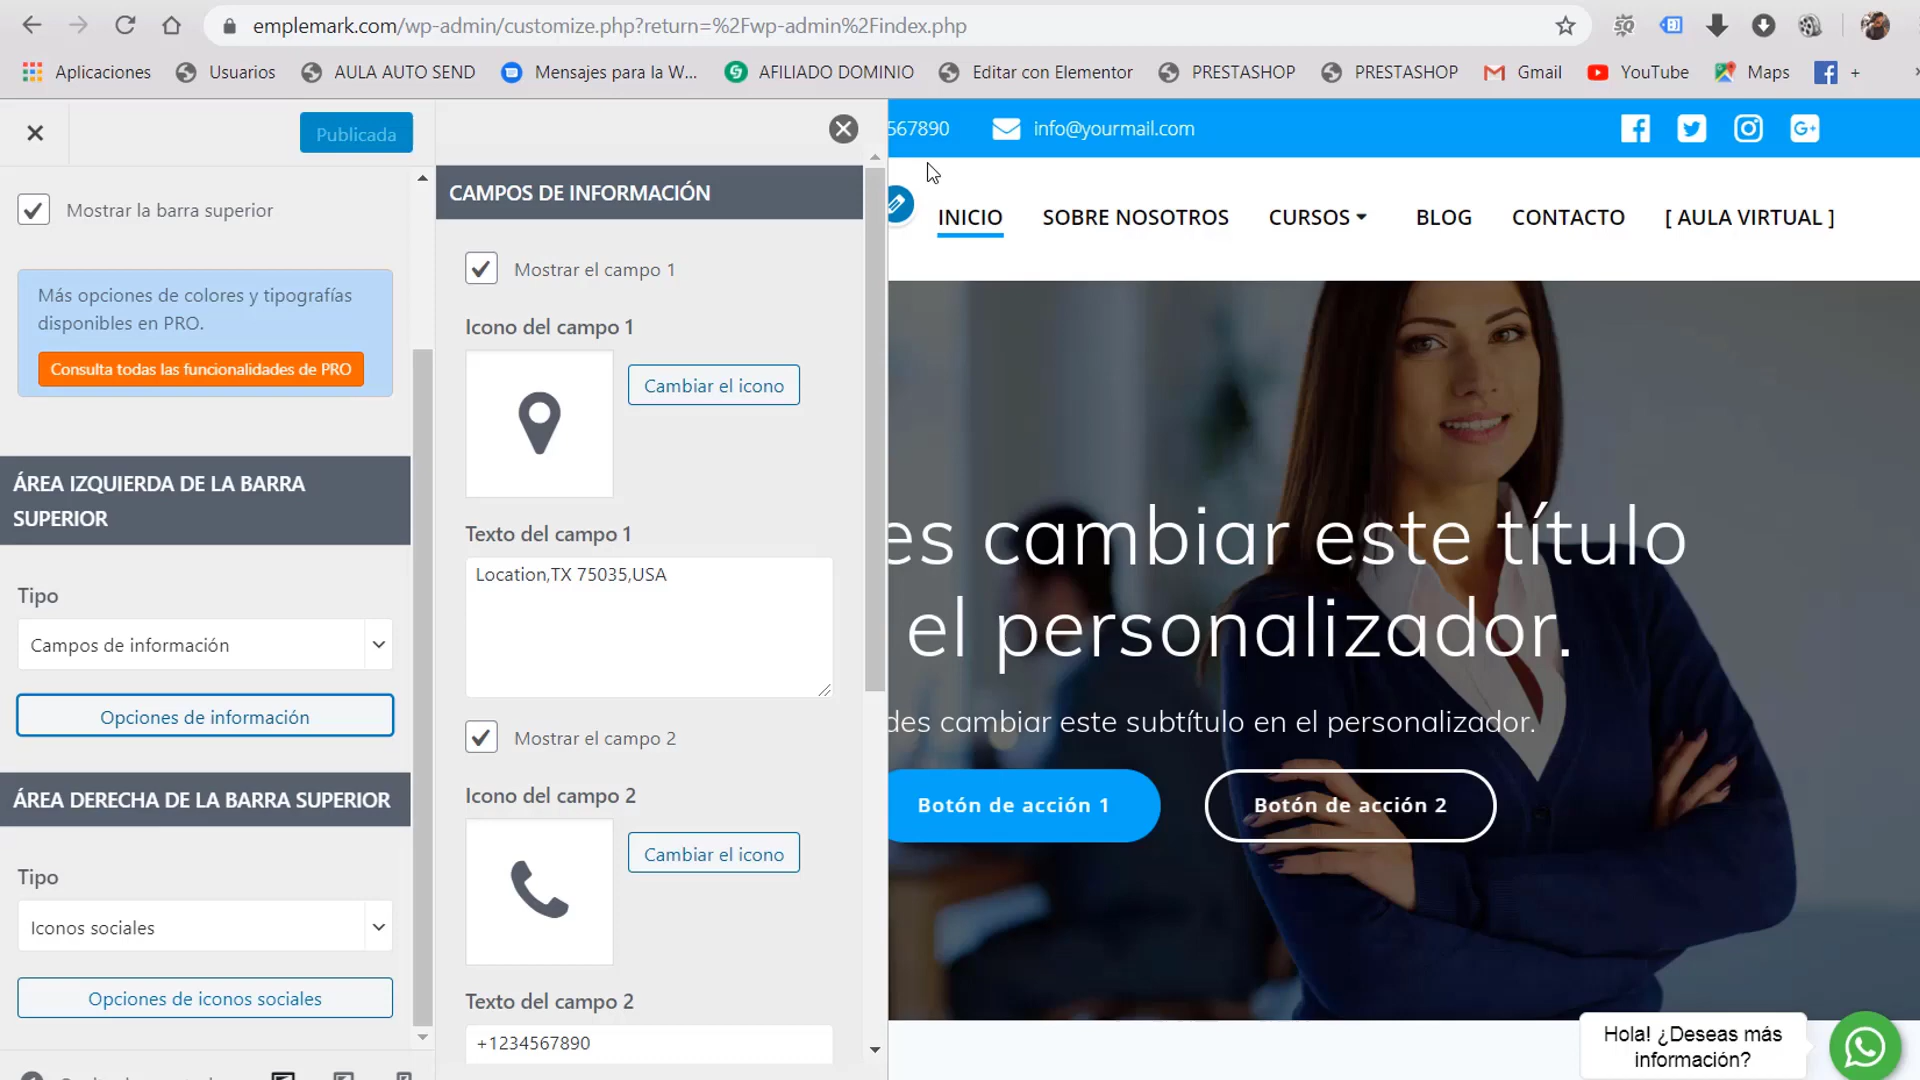 emplemark.com/wp-admin/customize.php?return=%2Fwp-admin%2Findex.php
Aplicaciones Usuarios AULA AUTO SEND Mensajes para la W... AFILIADO DOMINIO Editar con Elementor PRESTASHOP PRESTASHOP Gmail YouTube Maps
Publicada
Mostrar la barra superior
Más opciones de colores y tipografías
disponibles en PRO.
Consulta todas las funcionalidades de PRO
ÁREA IZQUIERDA DE LA BARRA
SUPERIOR
Tipo
Campos de información
Opciones de información
ÁREA DERECHA DE LA BARRA SUPERIOR
Tipo
Iconos sociales
Opciones de iconos sociales
CAMPOS DE INFORMACIÓN
Mostrar el campo 1
Icono del campo 1
Cambiar el icono
Texto del campo 1
Location,TX 75035,USA
Mostrar el campo 2
Icono del campo 2
Cambiar el icono
Texto del campo 2
+1234567890
567890 info@yourmail.com
INICIO SOBRE NOSOTROS CURSOS BLOG CONTACTO [ AULA VIRTUAL ]
es cambiar este título
el personalizador.
des cambiar este subtítulo en el personalizador.
Botón de acción 1 Botón de acción 2
Hola! ¿Deseas más
información?